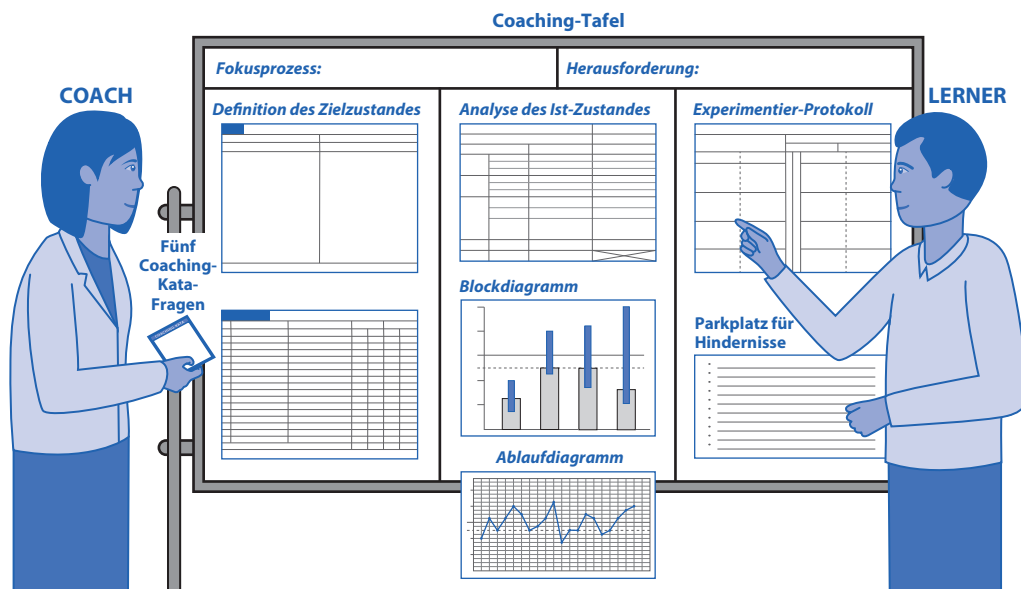 Coaching-Tafel
Fokusprozess:
Herausforderung:
COACH
LERNER
Definition des Zielzustandes
Analyse des Ist-Zustandes
Experimentier-Protokoll
Fünf
Coaching-
Kata-
Fragen
Blockdiagramm
Parkplatz für
Hindernisse
Ablaufdiagramm